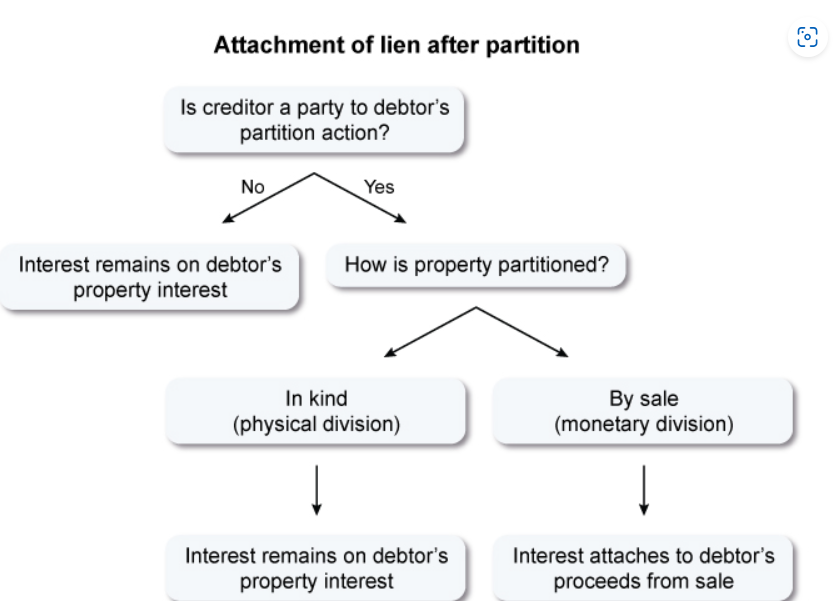 Attachment of lien after partition
Is creditor a party to debtor's
partition action?
No
Yes
Interest remains on debtor's
property interest
How is property partitioned?
In kind
(physical division)
By sale
(monetary division)
Interest remains on debtor's
property interest
Interest attaches to debtor's
proceeds from sale